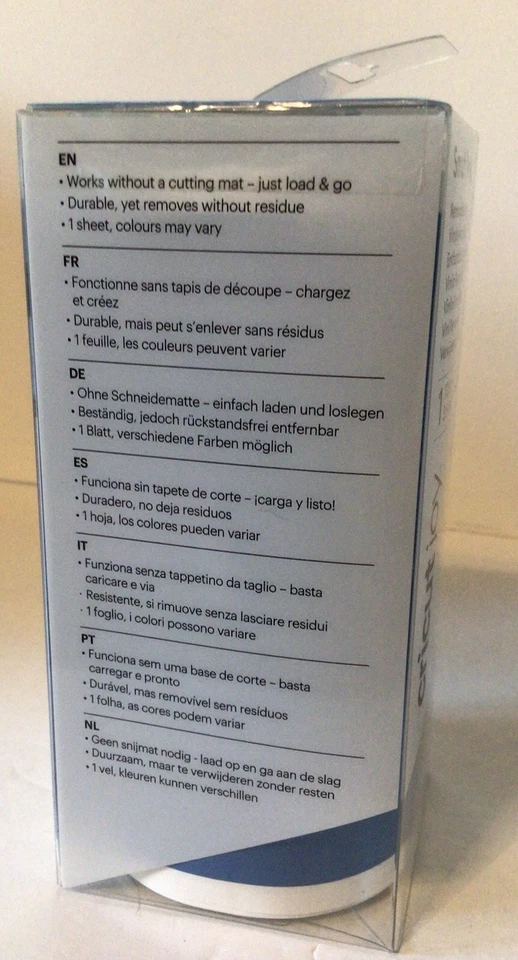 EN
• Works without a cutting mat – just load & go
• Durable, yet removes without residue
• 1 sheet, colours may vary
FR
• Fonctionne sans tapis de découpe – chargez
et créez
• Durable, mais peut s'enlever sans résidus
• 1 feuille, les couleurs peuvent varier
DE
• Ohne Schneidematte – einfach laden und loslegen
• Beständig, jedoch rückstandsfrei entfernbar
• 1 Blatt, verschiedene Farben möglich
ES
• Funciona sin tapete de corte – ¡carga y listo!
• Duradero, no deja residuos
• 1 hoja, los colores pueden variar
IT
• Funziona senza tappetino da taglio – basta
caricare e via
· Resistente, si rimuove senza lasciare residui
· 1 foglio, i colori possono variare
PT
• Funciona sem uma base de corte – basta
carregar e pronto
• Durável, mas removível sem resíduos
• 1 folha, as cores podem variar
NL
• Geen snijmat nodig - laad op en ga aan de slag
• Duurzaam, maar te verwijderen zonder resten
• 1 vel, kleuren kunnen verschillen
cricut joy